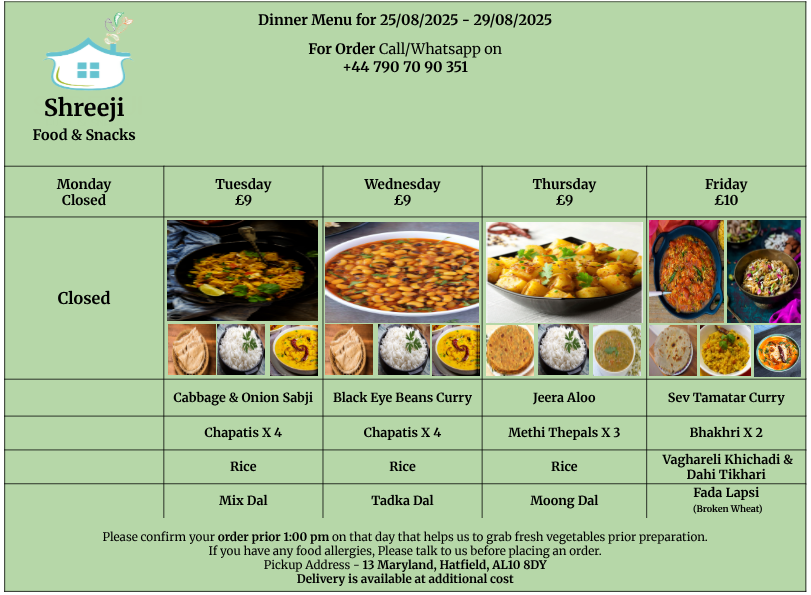 Dinner Menu for 25/08/2025 - 29/08/2025
For Order Call/Whatsapp on
+44 790 70 90 351
Shreeji
Food & Snacks
Monday
Closed
Tuesday
£9
Wednesday
£9
Thursday
£9
Friday
£10
Closed
Cabbage & Onion Sabji
Black Eye Beans Curry
Jeera Aloo
Sev Tamatar Curry
Chapatis X 4
Chapatis X 4
Methi Thepals X 3
Bhakhri X 2
Rice
Rice
Rice
Vaghareli Khichadi &
Dahi Tikhari
Mix Dal
Tadka Dal
Moong Dal
Fada Lapsi
(Broken Wheat)
Please confirm your order prior 1:00 pm on that day that helps us to grab fresh vegetables prior preparation.
If you have any food allergies, Please talk to us before placing an order.
Pickup Address - 13 Maryland, Hatfield, AL10 8DY
Delivery is available at additional cost